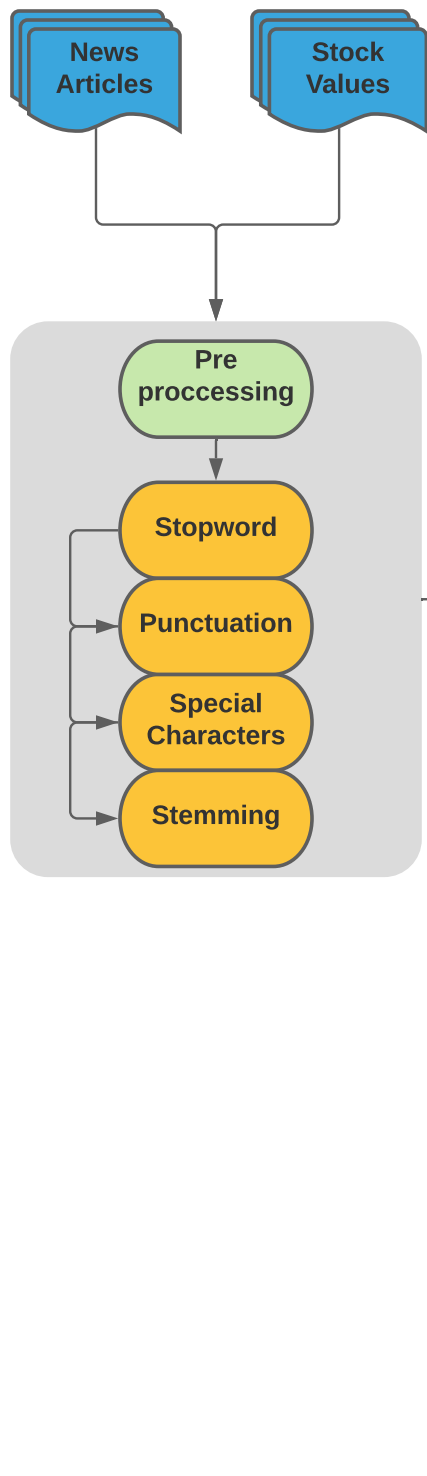 News
Articles
Stock
Values
Pre
proccessing
Stopword
Punctuation
Special
Characters
Stemming